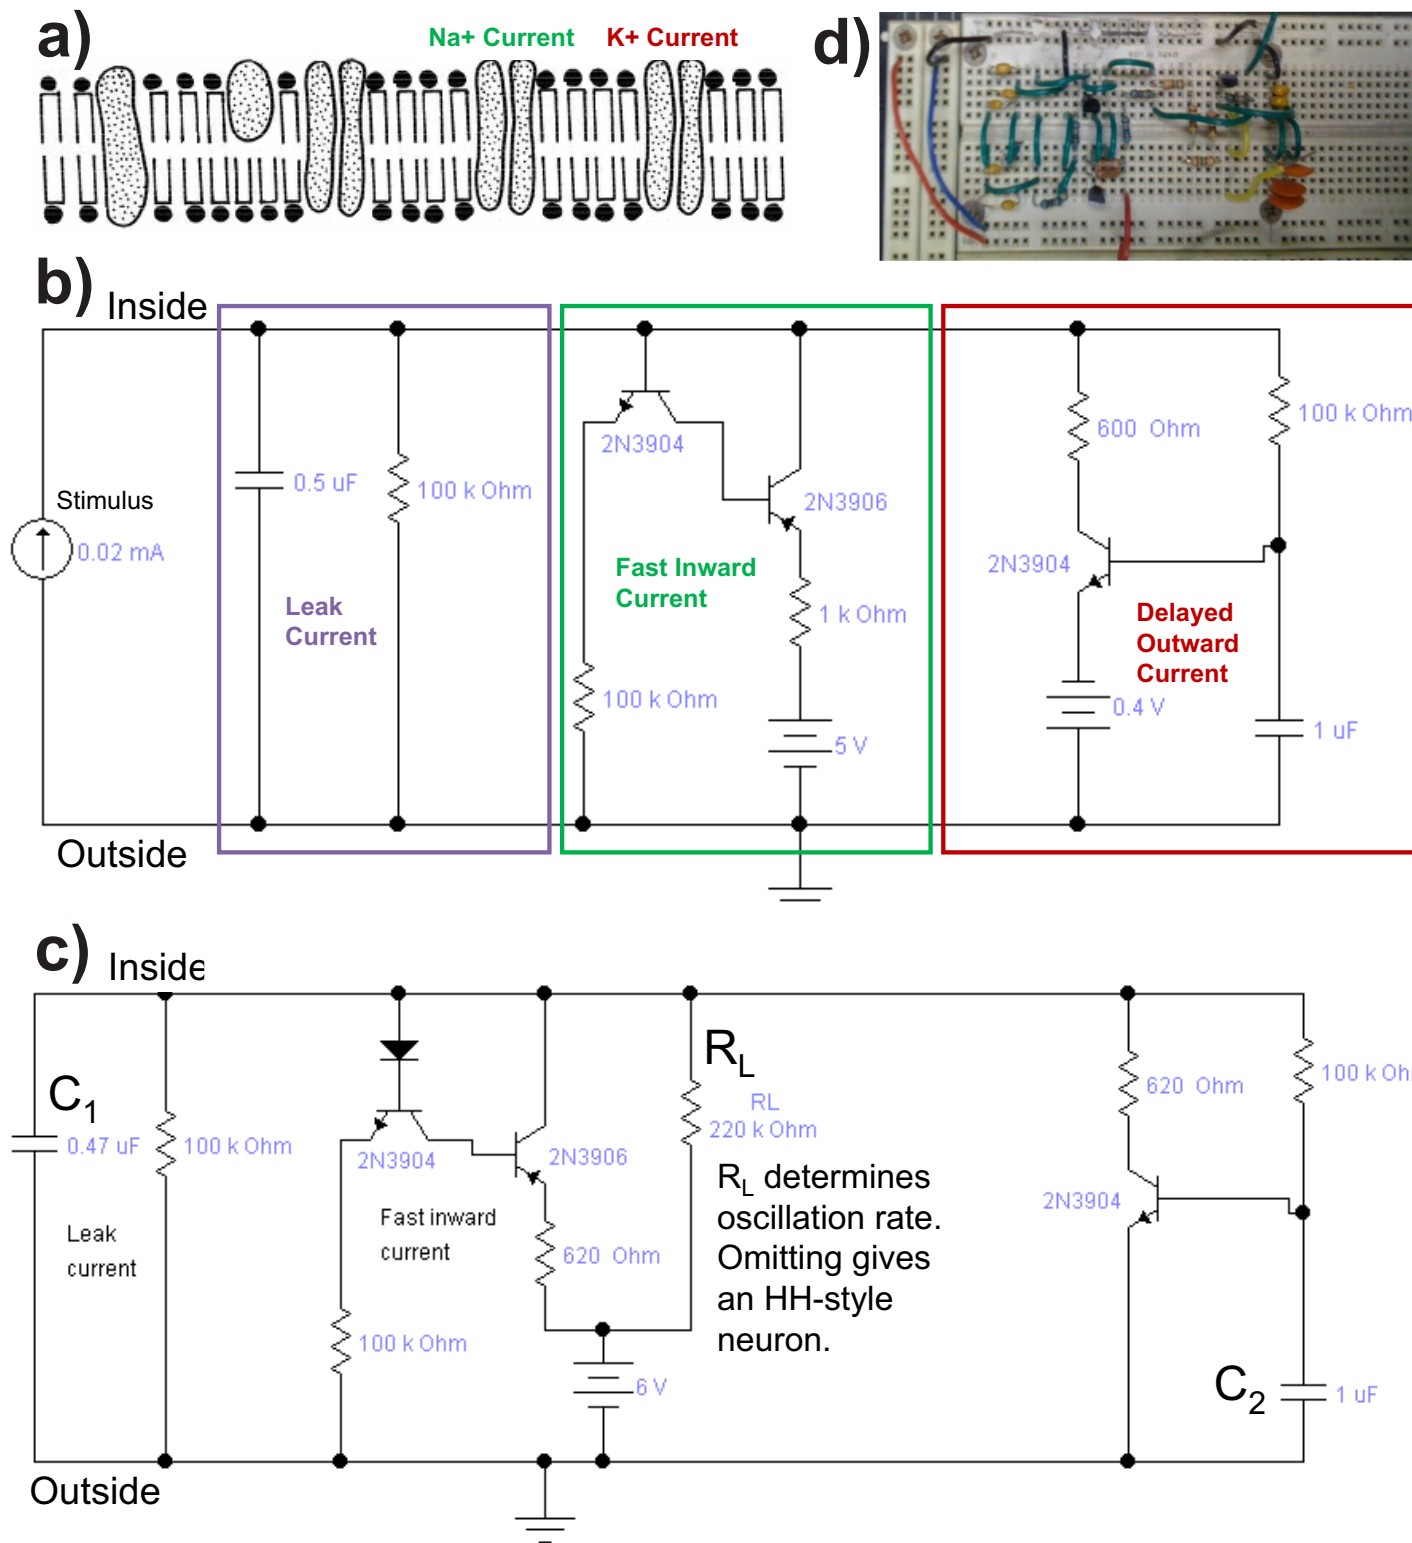 a)
Na+ Current K+ Current
d)
b)
Inside
Stimulus
0.02 mA
0.5 uF
100 k Ohm
Leak
Current
2N3904
2N3906
Fast Inward
Current
1 k Ohm
100 k Ohm
5 V
600 Ohm
100 k Ohm
2N3904
Delayed
Outward
Current
0.4 V
1 uF
Outside
c)
Inside
C1
0.47 uF
100 k Ohm
Leak
current
2N3904
2N3906
Fast inward
current
620 Ohm
100 k Ohm
6 V
RL
RL
220 k Ohm
RL determines
oscillation rate.
Omitting gives
an HH-style
neuron.
620 Ohm
100 k Oh
2N3904
C2
1 uF
Outside